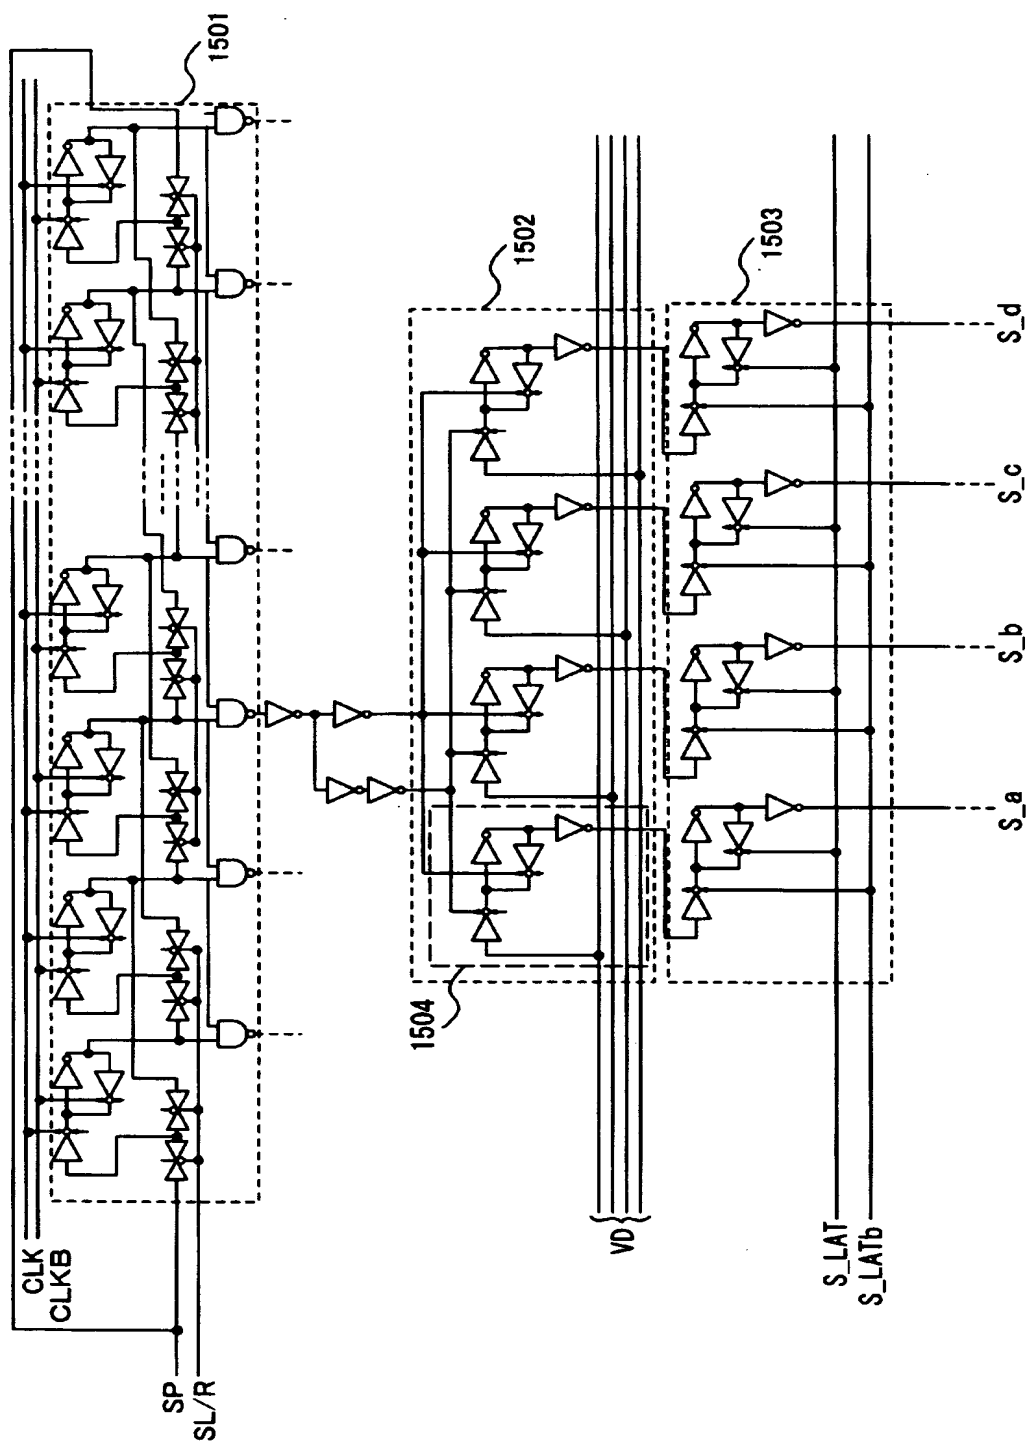 1501
CLK
CLKB
SP
SL/R
1502
1504
VD
1503
S_LAT
S_LATb
S_a
S_b
S_c
S_d